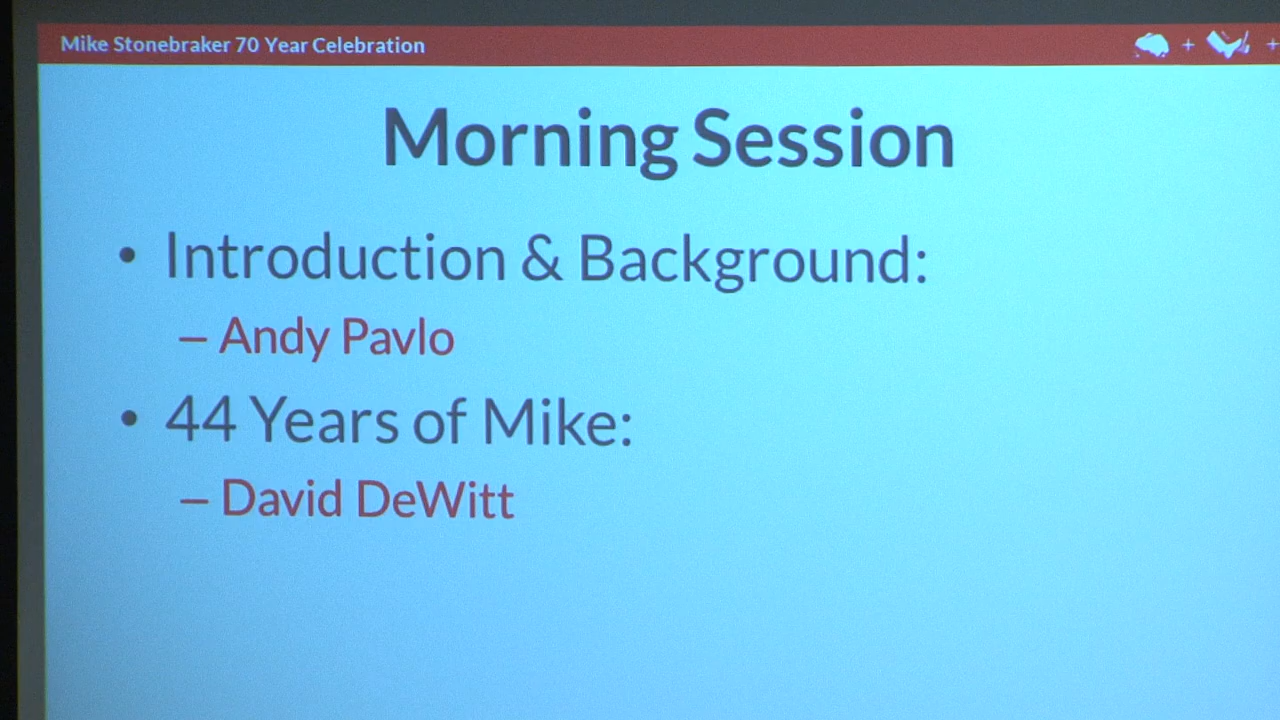 Mike Stonebraker 70 Year Celebration
+ +
Morning Session
• Introduction & Background:
– Andy Pavlo
• 44 Years of Mike:
– David DeWitt